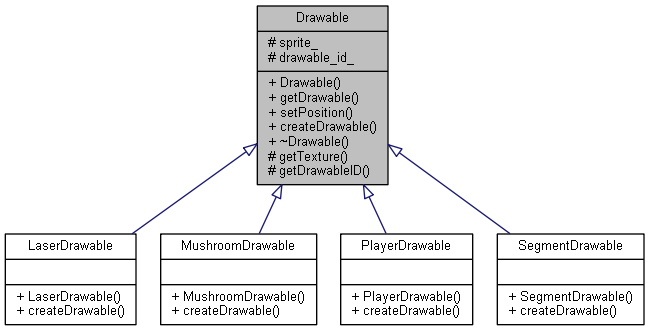 Drawable
# sprite_
# drawable_id_
+ Drawable()
+ getDrawable()
+ setPosition()
+ createDrawable()
+ ~Drawable()
# getTexture()
# getDrawableID()
LaserDrawable
+ LaserDrawable()
+ createDrawable()
MushroomDrawable
+ MushroomDrawable()
+ createDrawable()
PlayerDrawable
+ PlayerDrawable()
+ createDrawable()
SegmentDrawable
+ SegmentDrawable()
+ createDrawable()